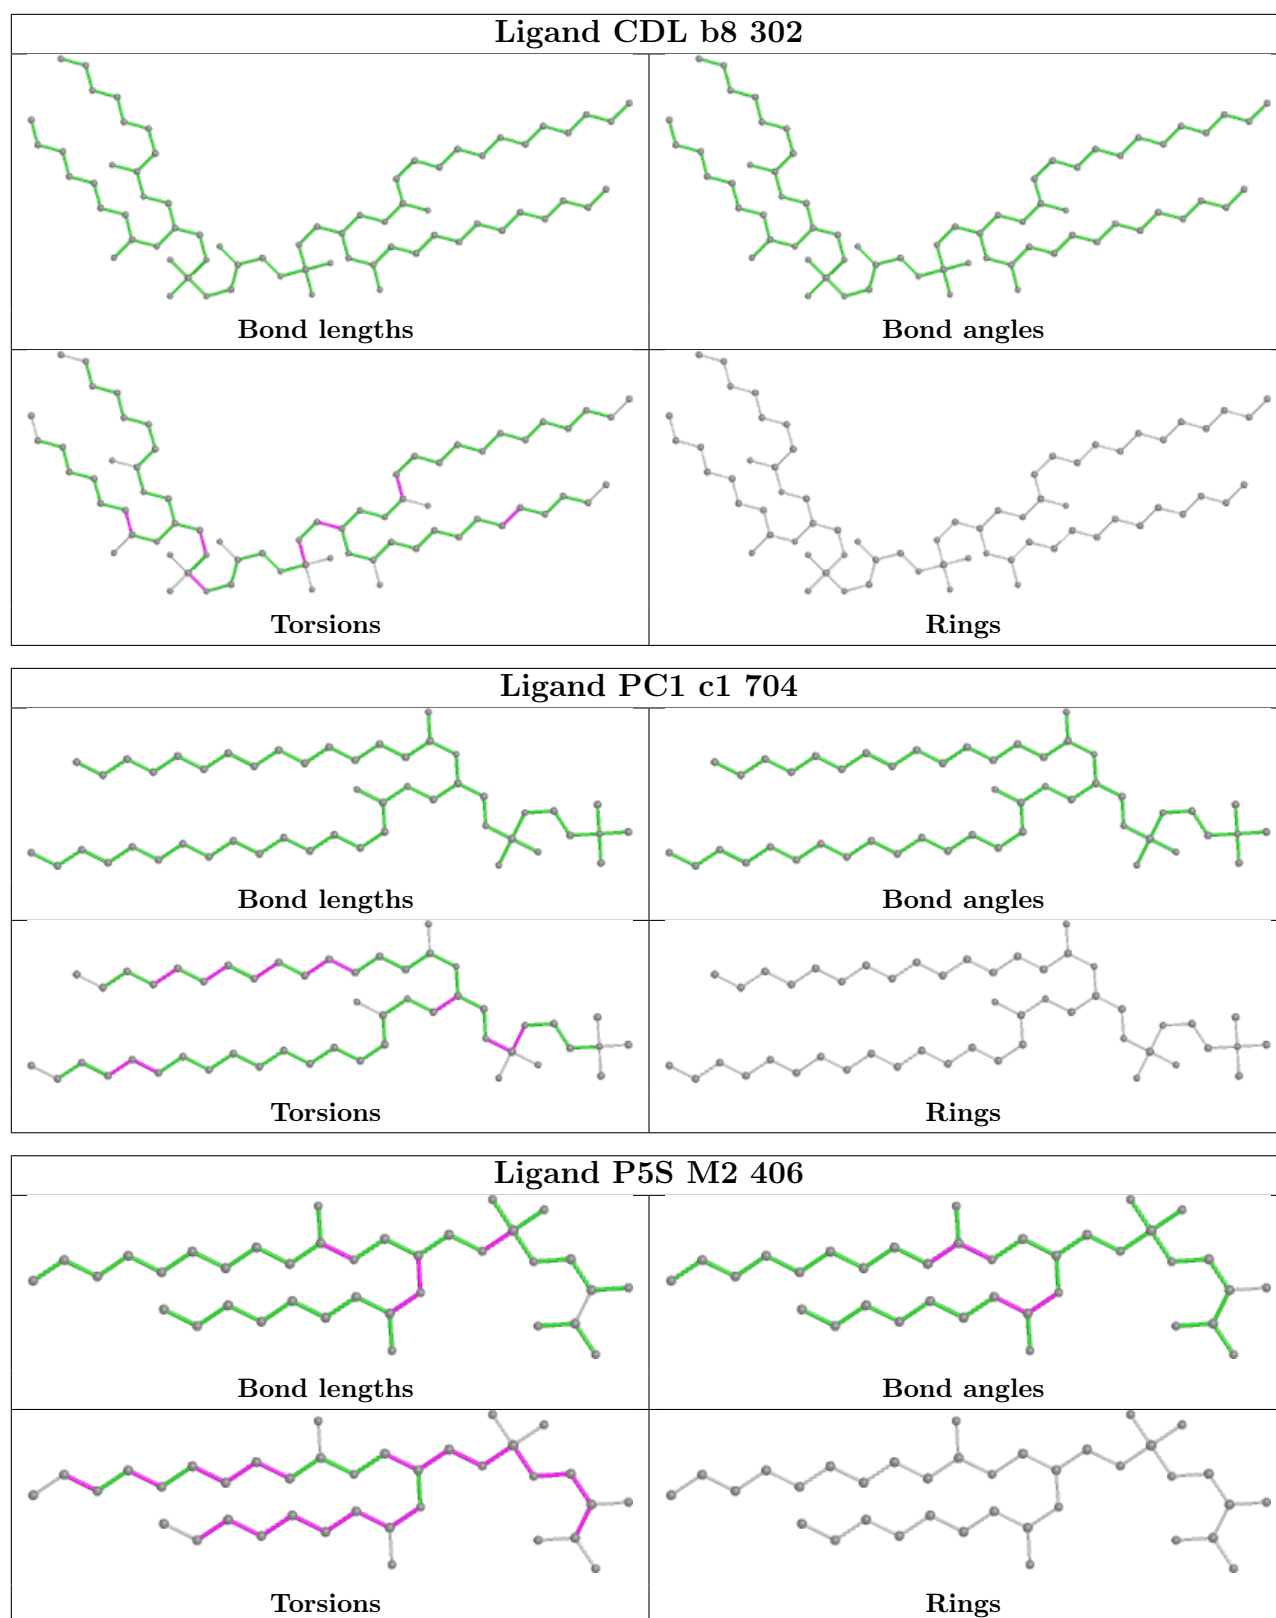 Ligand CDL b8 302
Bond lengths
Bond angles
Torsions
Rings
Ligand PC1 c1 704
Bond lengths
Bond angles
Torsions
Rings
Ligand P5S M2 406
Bond lengths
Bond angles
Torsions
Rings